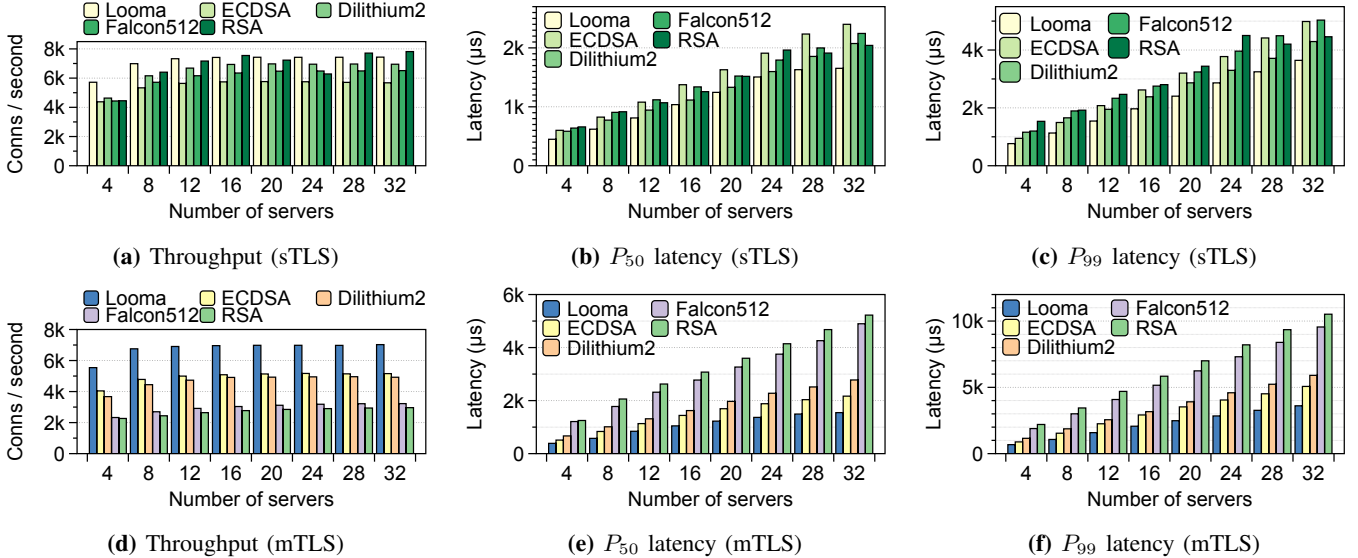 Looma ECDSA Dilithium2
Falcon512 RSA
8k
6k
4k
2k
0
Conns / second
4 8 12 16 20 24 28 32
Number of servers
(a) Throughput (sTLS)
Looma Falcon512
ECDSA RSA
Dilithium2
2k
1k
0
Latency (µs)
4 8 12 16 20 24 28 32
Number of servers
(b) P50 latency (sTLS)
Looma Falcon512
ECDSA RSA
Dilithium2
4k
2k
0
Latency (µs)
4 8 12 16 20 24 28 32
Number of servers
(c) P99 latency (sTLS)
Looma ECDSA Dilithium2
Falcon512 RSA
8k
6k
4k
2k
0
Conns / second
4 8 12 16 20 24 28 32
Number of servers
(d) Throughput (mTLS)
Looma Falcon512
ECDSA RSA
Dilithium2
6k
4k
2k
0
Latency (µs)
4 8 12 16 20 24 28 32
Number of servers
(e) P50 latency (mTLS)
Looma Falcon512
ECDSA RSA
Dilithium2
10k
5k
0
Latency (µs)
4 8 12 16 20 24 28 32
Number of servers
(f) P99 latency (mTLS)